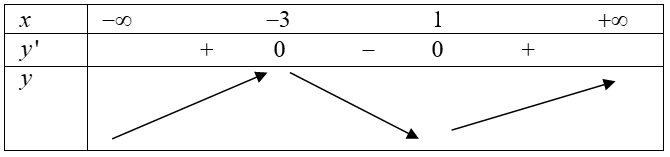 x −∞ −3 1 +∞
y' + 0 − 0 +
y